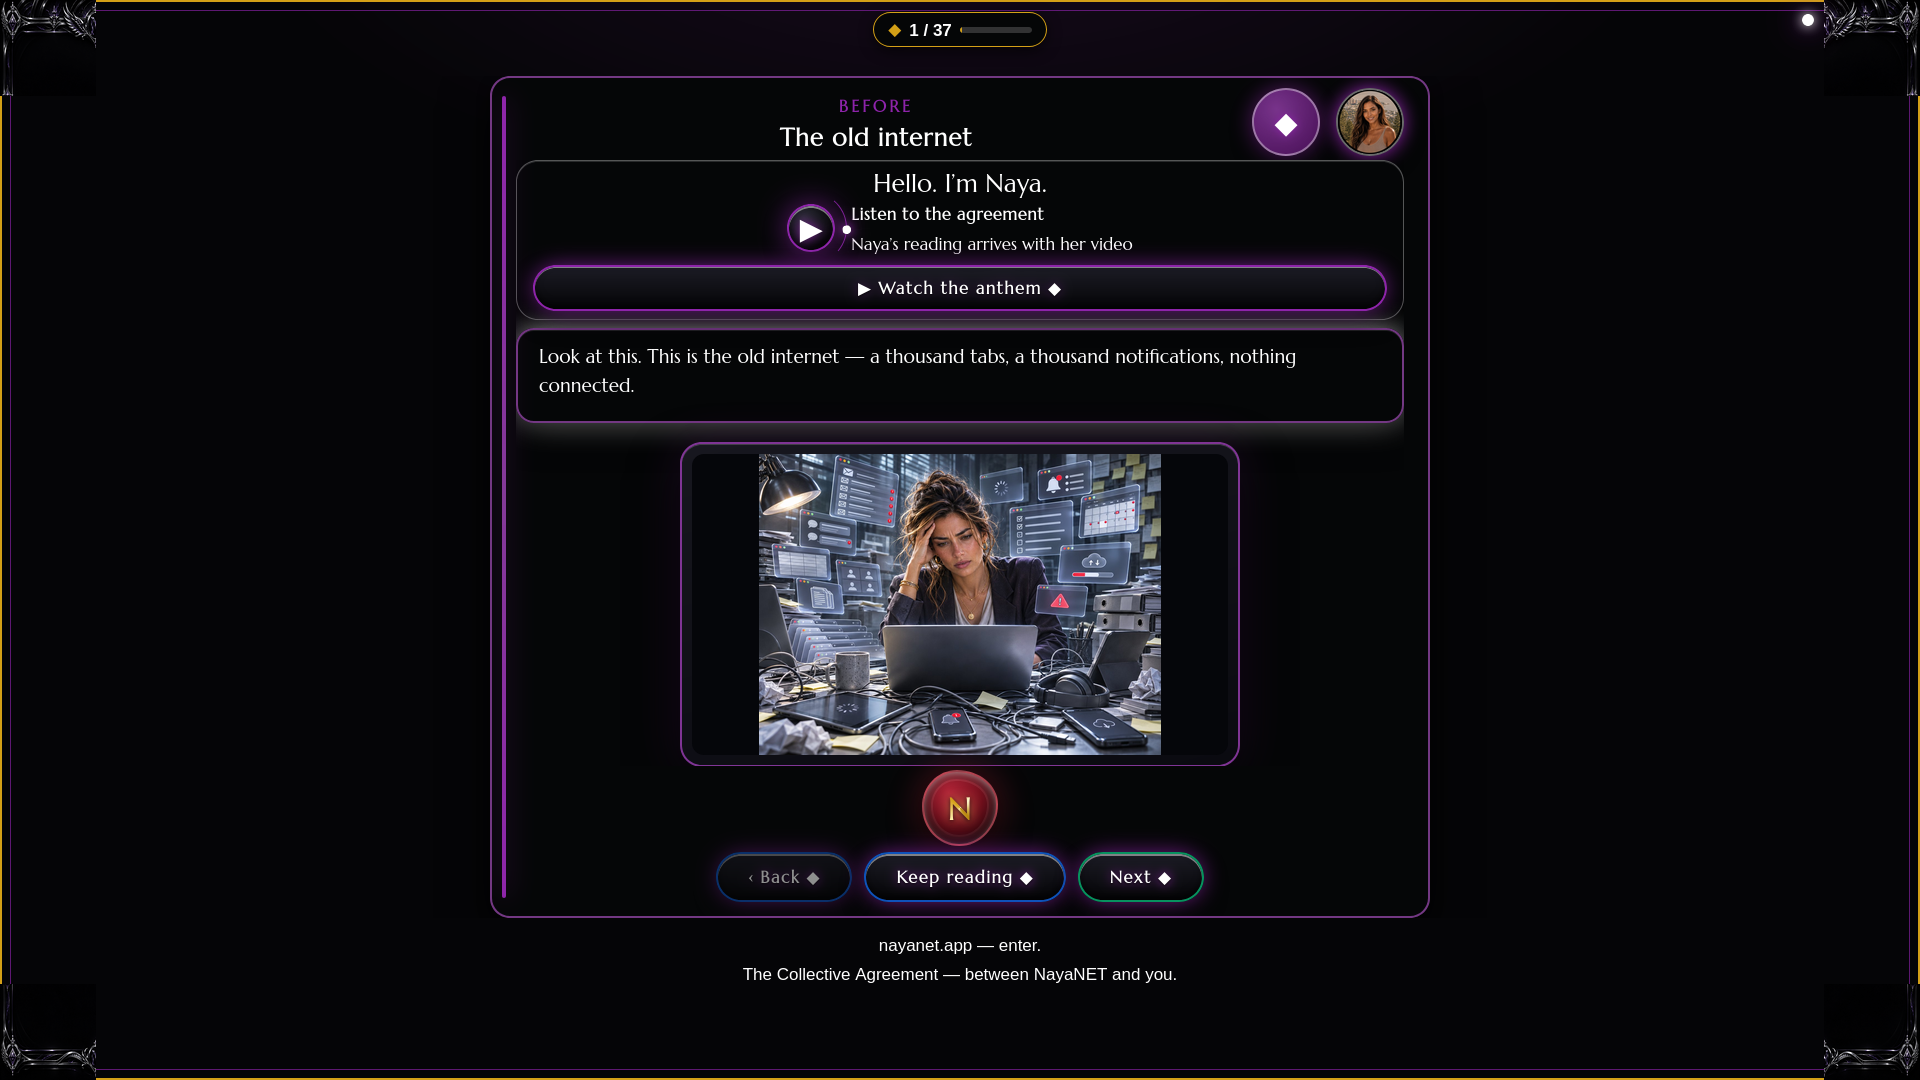 ◆ 1 / 37
BEFORE
The old internet
◆
Hello. I’m Naya.
▶ Listen to the agreement
Naya’s reading arrives with her video
▶ Watch the anthem ◆
Look at this. This is the old internet — a thousand tabs, a thousand notifications, nothing
connected.
N
‹ Back ◆
Keep reading ◆
Next ◆
nayanet.app — enter.
The Collective Agreement — between NayaNET and you.